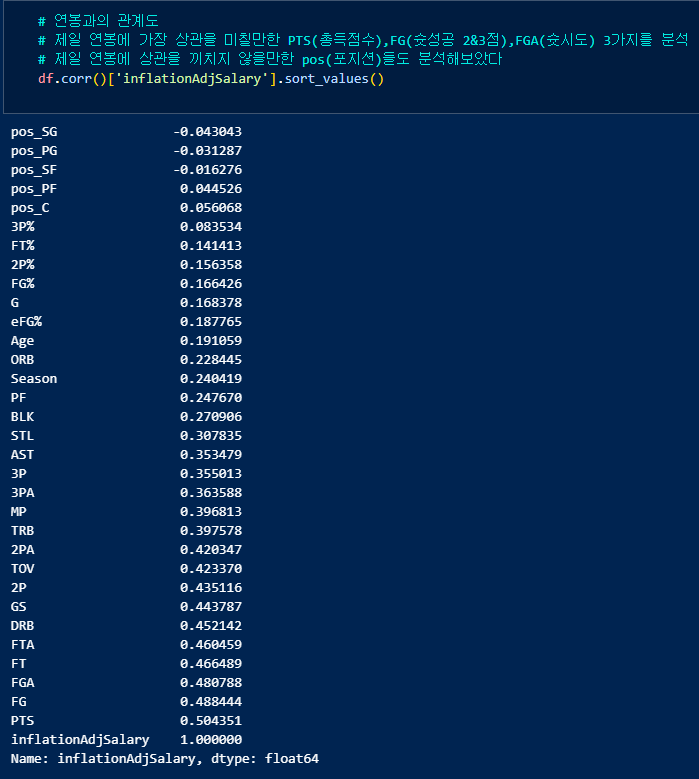 # 연봉과의 관계도
# 제일 연봉에 가장 상관을 미칠만한 PTS(총득점수),FG(슛성공 2&3점),FGA(슛시도) 3가지를 분석
# 제일 연봉에 상관을 끼치지 않을만한 pos(포지션)들도 분석해보았다
df.corr()['inflationAdjSalary'].sort_values()
pos_SG -0.043043
pos_PG -0.031287
pos_SF -0.016276
pos_PF 0.044526
pos_C 0.056068
3P% 0.083534
FT% 0.141413
2P% 0.156358
FG% 0.166426
G 0.168378
eFG% 0.187765
Age 0.191059
ORB 0.228445
Season 0.240419
PF 0.247670
BLK 0.270906
STL 0.307835
AST 0.353479
3P 0.355013
3PA 0.363588
MP 0.396813
TRB 0.397578
2PA 0.420347
TOV 0.423370
2P 0.435116
GS 0.443787
DRB 0.452142
FTA 0.460459
FT 0.466489
FGA 0.480788
FG 0.488444
PTS 0.504351
inflationAdjSalary 1.000000
Name: inflationAdjSalary, dtype: float64